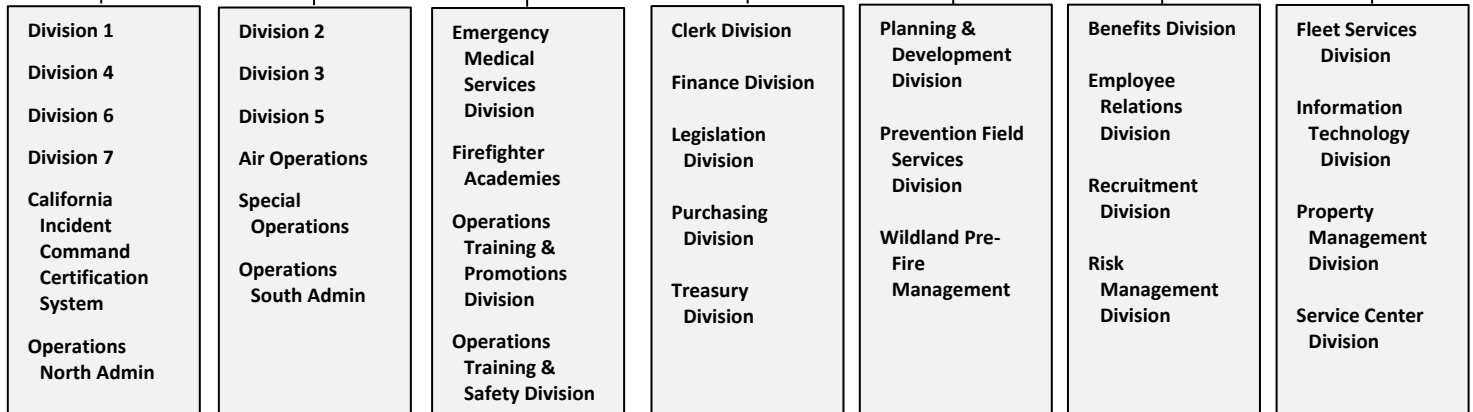 Division 1
Division 4
Division 6
Division 7
California
Incident
Command
Certification
System
Operations
North Admin
Division 2
Division 3
Division 5
Air Operations
Special
Operations
Operations
South Admin
Emergency
Medical
Services
Division
Firefighter
Academies
Operations
Training &
Promotions
Division
Operations
Training &
Safety Division
Clerk Division
Finance Division
Legislation
Division
Purchasing
Division
Treasury
Division
Planning &
Development
Division
Prevention Field
Services
Division
Wildland Pre-
Fire
Management
Benefits Division
Employee
Relations
Division
Recruitment
Division
Risk
Management
Division
Fleet Services
Division
Information
Technology
Division
Property
Management
Division
Service Center
Division